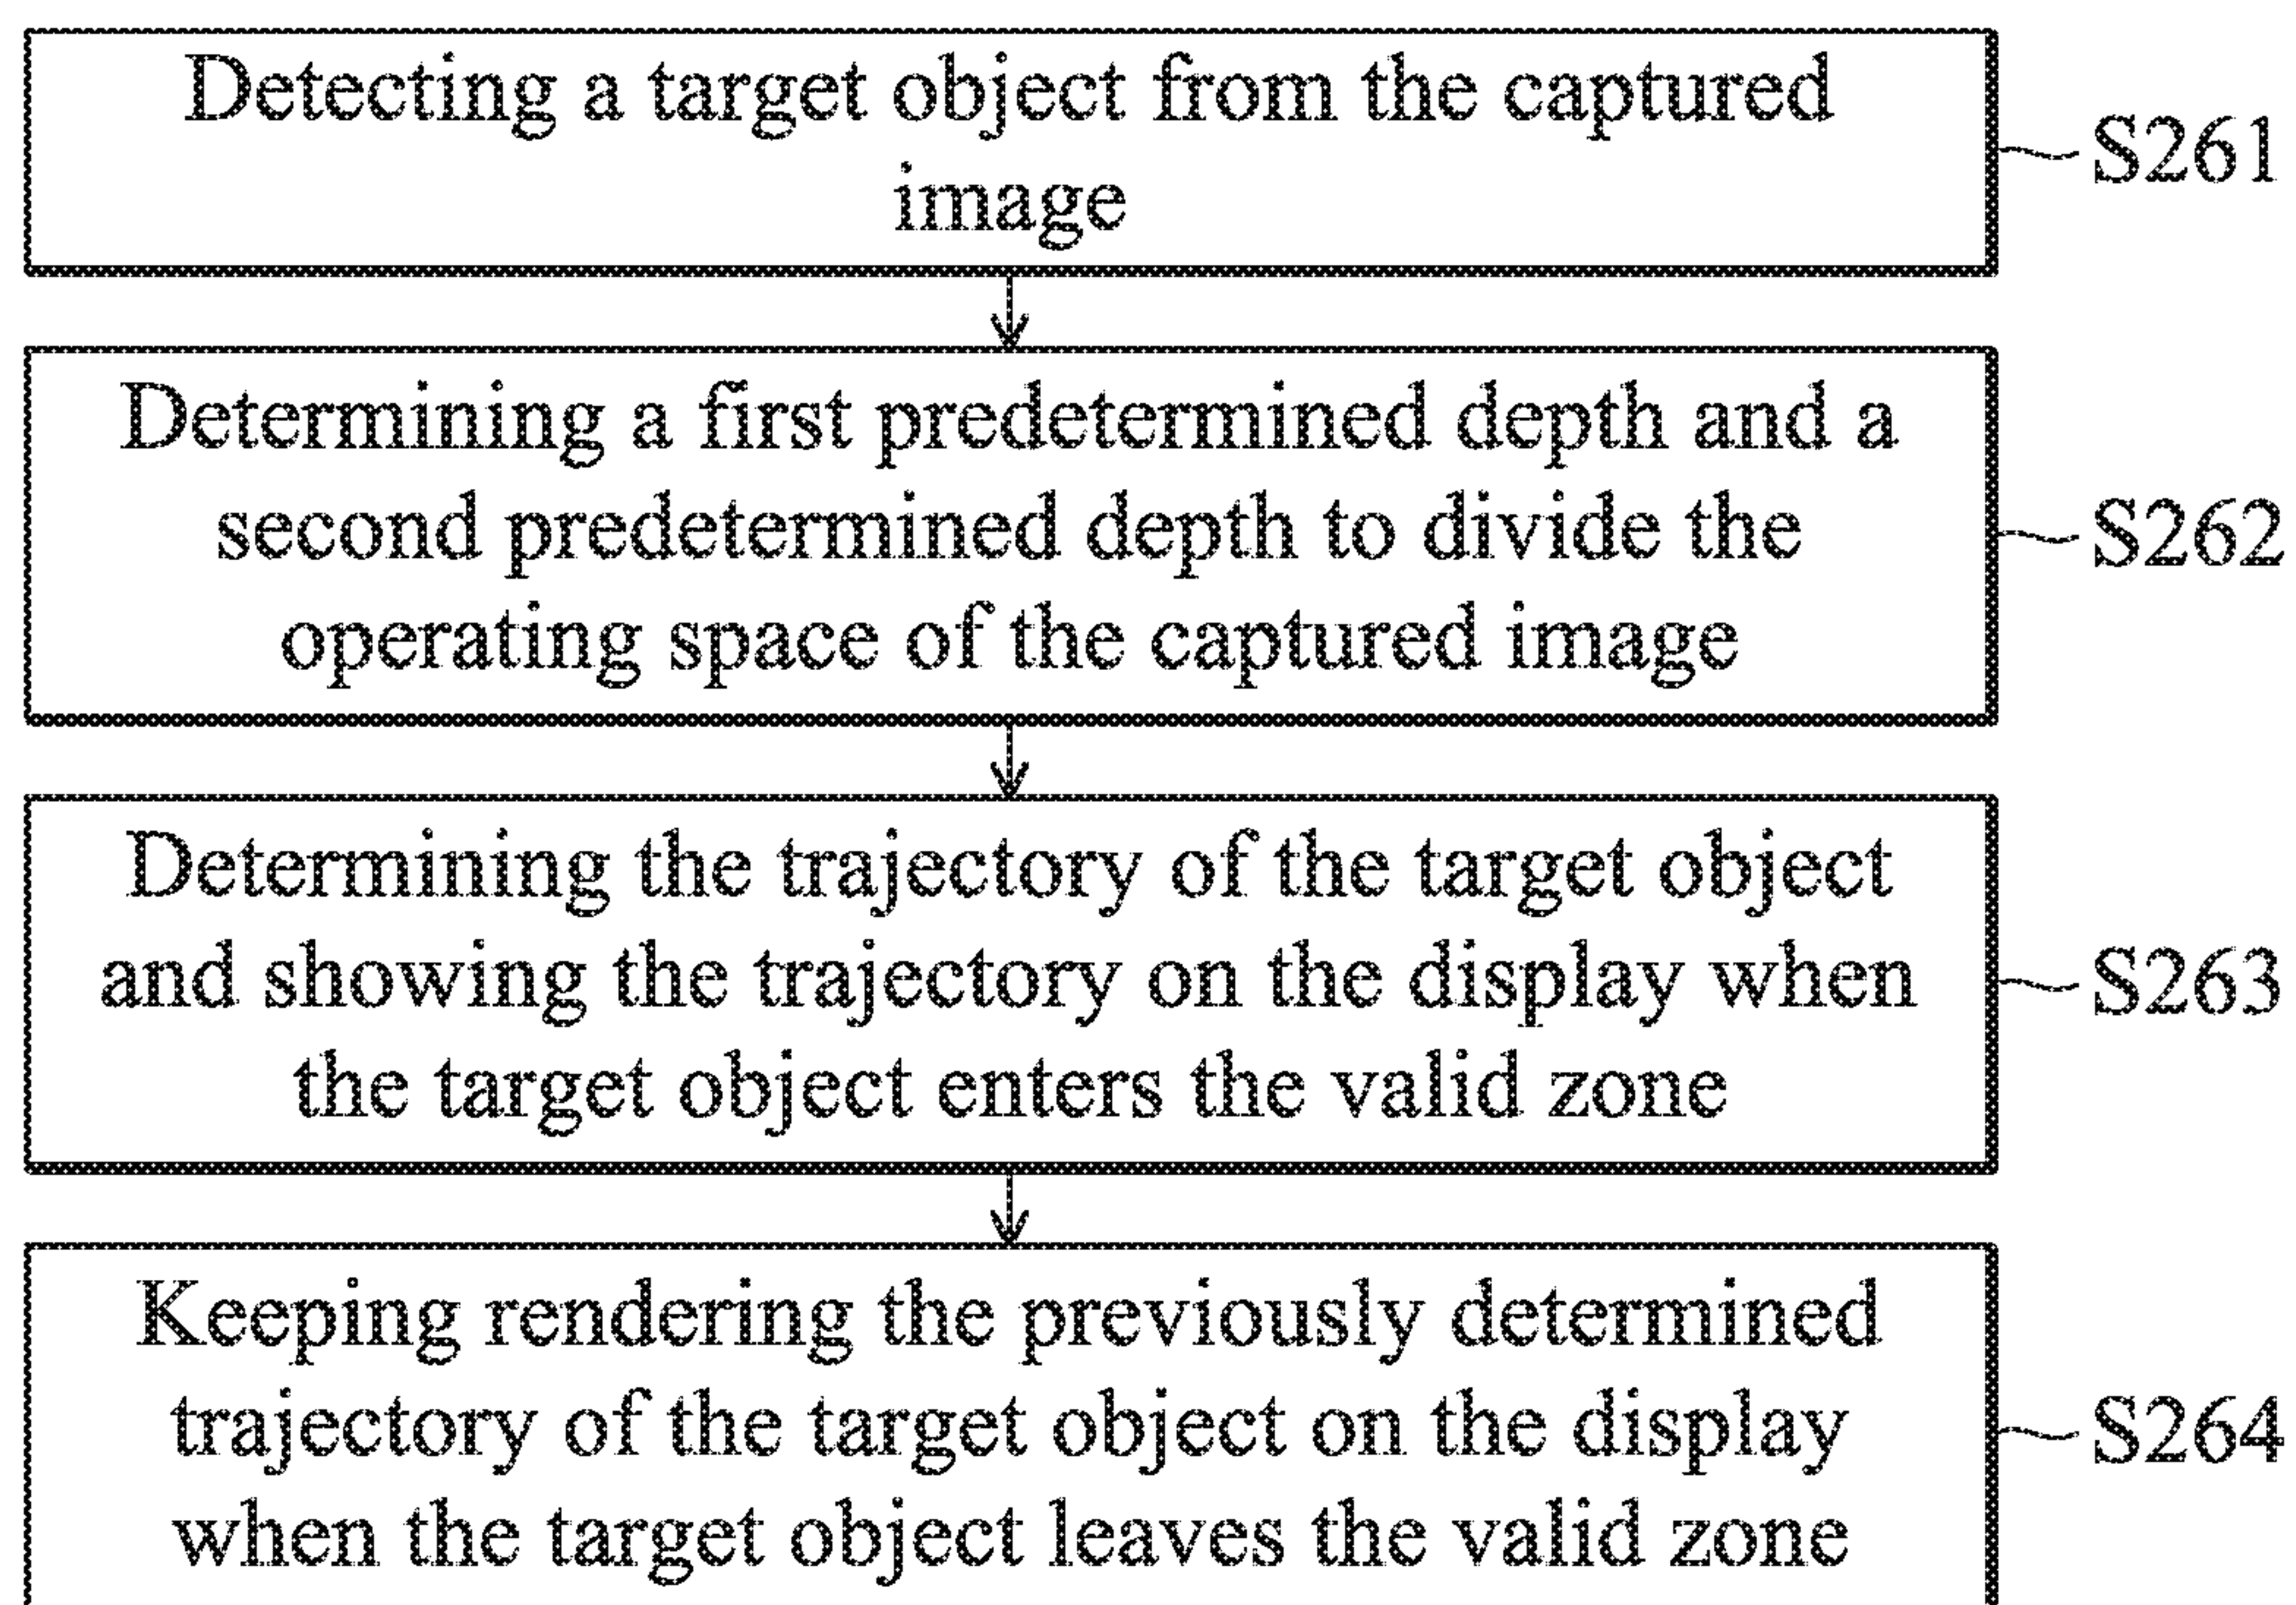 Detecting a target object from the captured
image
S261
Determining a first predetermined depth and a
second predetermined depth to divide the
operating space of the captured image
S262
Determining the trajectory of the target object
and showing the trajectory on the display when
the target object enters the valid zone
S263
Keeping rendering the previously determined
trajectory of the target object on the display
when the target object leaves the valid zone
S264